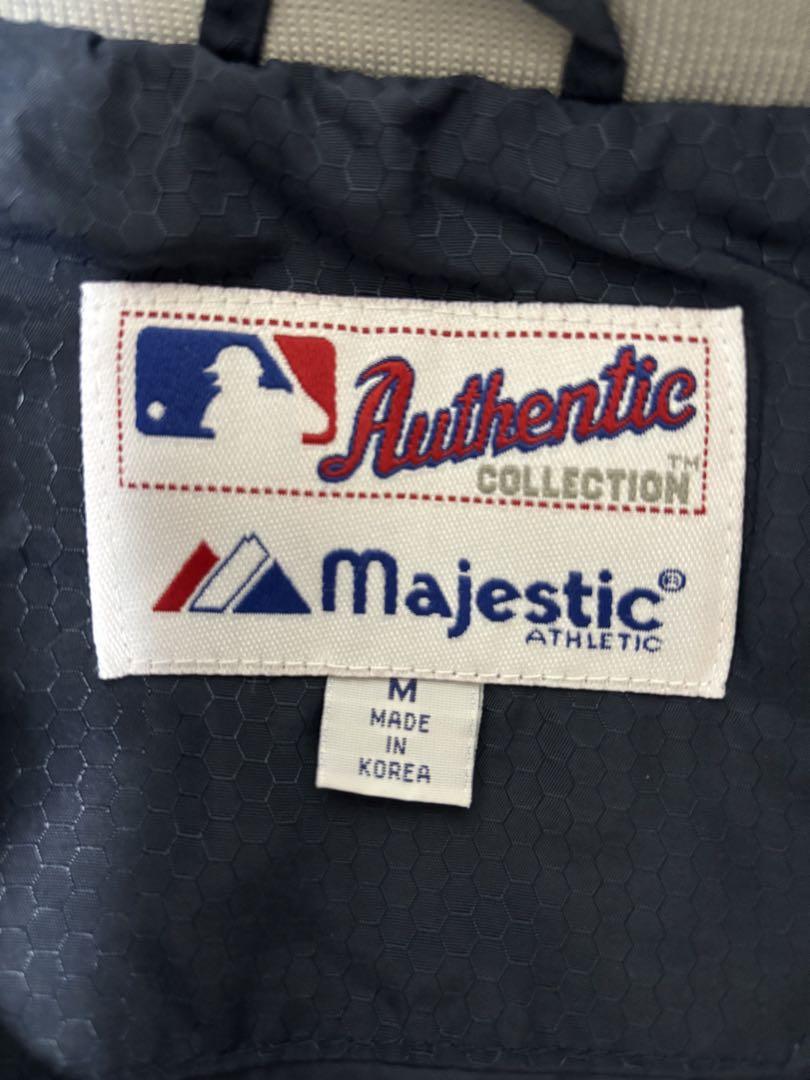 Authentic
COLLECTION™
Majestic®
ATHLETIC
M
MADE
IN
KOREA